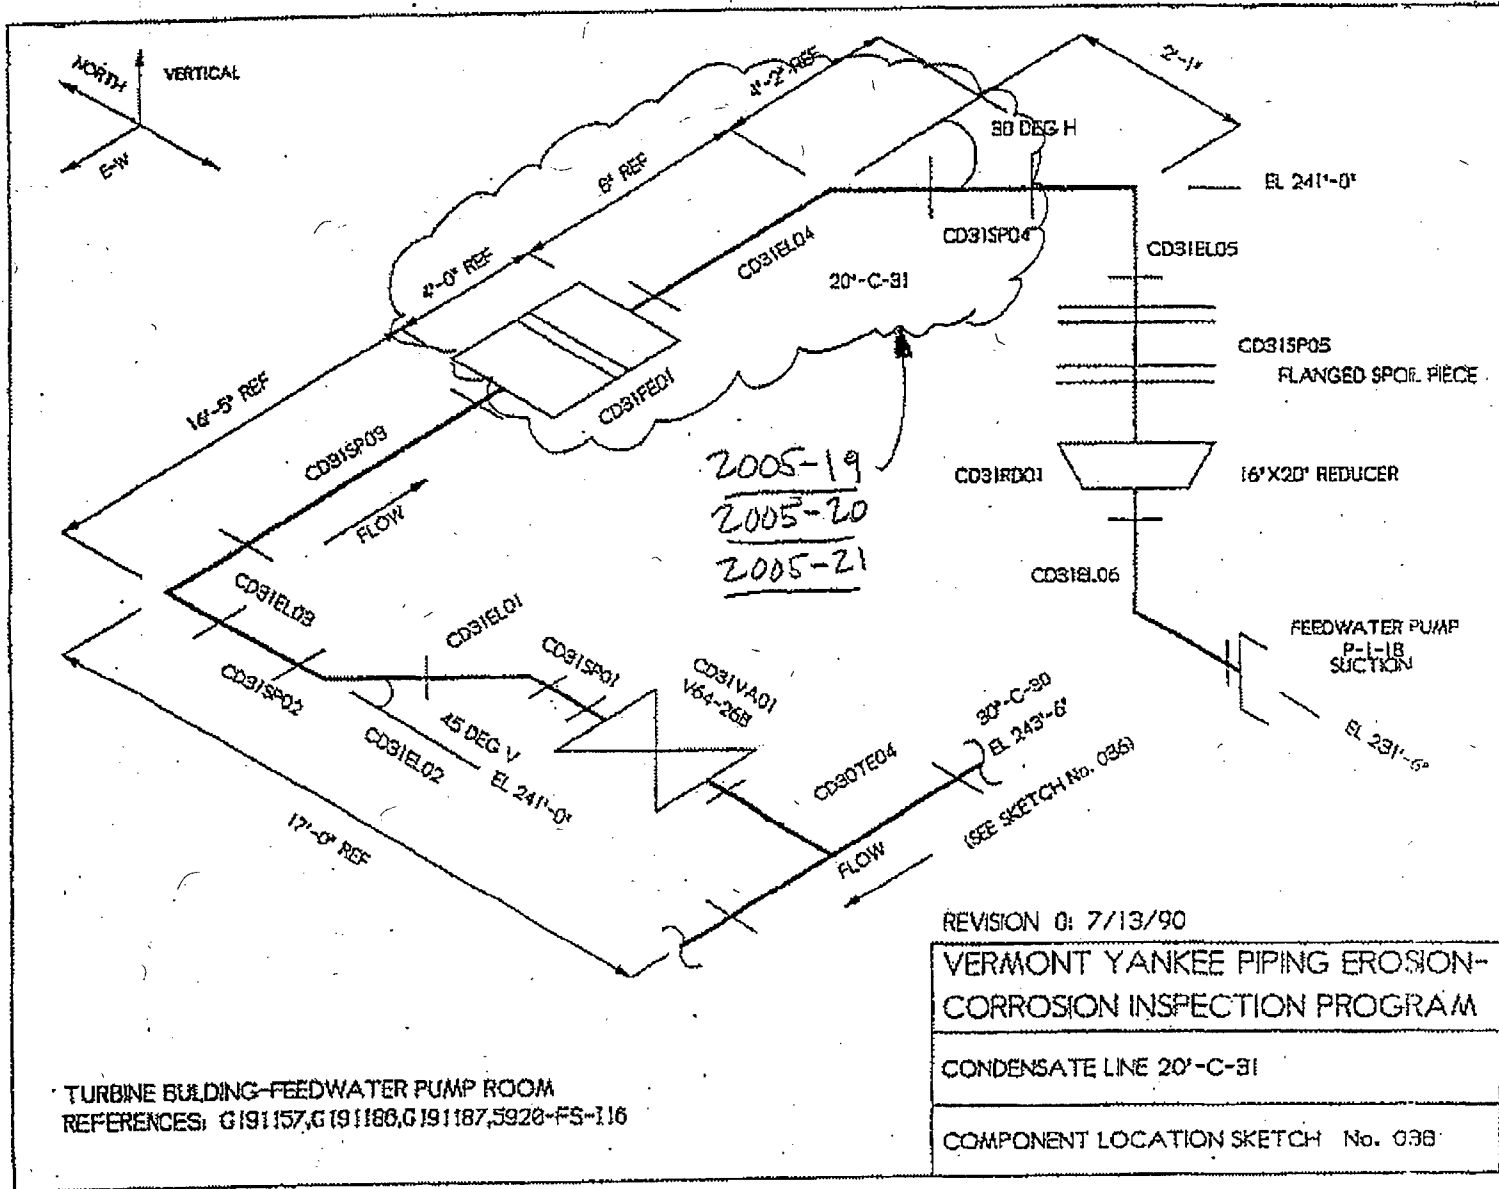 NORTH
VERTICAL
E-W
4'-2" REF
2'-1"
30 DEG H
6' REF
EL 241'-0"
CD31SP04
CD31EL04
CD31EL05
4'-0" REF
20"-C-31
CD31SP05
FLANGED SPOIL PIECE
16'-5" REF
CD31FE01
CD31SP03
2005-19
CD31RD01
16"X20" REDUCER
2005-20
FLOW
2005-21
CD31EL06
CD31EL03
CD31EL01
FEEDWATER PUMP
P-1-1B
SUCTION
CD31SP01
CD31VA01
V64-26B
CD31SP02
30"-C-30
EL 243'-6"
45 DEG V
CD31EL02
EL 231'-6"
CD30TE04
EL 241'-0"
(SEE SKETCH No. 036)
17'-0" REF
FLOW
REVISION 0: 7/13/90
VERMONT YANKEE PIPING EROSION-
CORROSION INSPECTION PROGRAM
CONDENSATE LINE 20"-C-31
TURBINE BUILDING-FEEDWATER PUMP ROOM
REFERENCES: G191157,G191186,G191187,5920-FS-116
COMPONENT LOCATION SKETCH No. 038